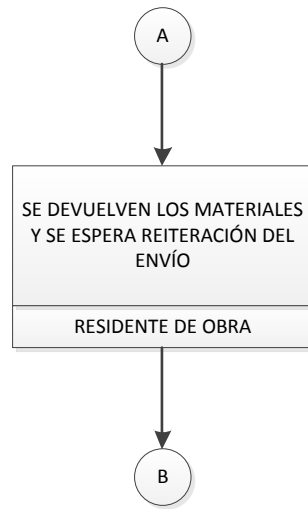 A
SE DEVUELVEN LOS MATERIALES
Y SE ESPERA REITERACIÓN DEL
ENVÍO
RESIDENTE DE OBRA
B